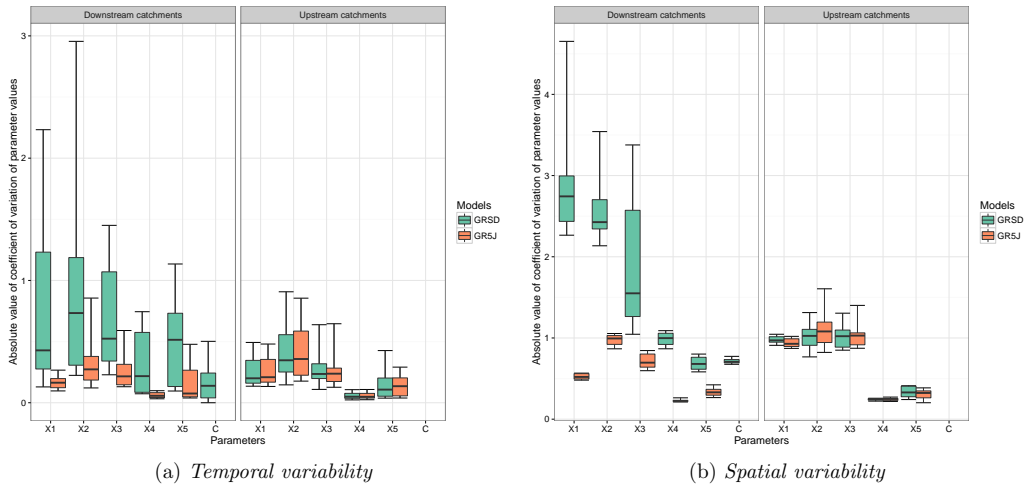 Downstream catchments
Upstream catchments
Absolute value of coefficient of variation of parameter values
3
2
1
0
X1 X2 X3 X4 X5 C
X1 X2 X3 X4 X5 C
Parameters
Models
GRSD
GR5J
(a) Temporal variability
Downstream catchments
Upstream catchments
Absolute value of coefficient of variation of parameter values
4
3
2
1
0
X1 X2 X3 X4 X5 C
X1 X2 X3 X4 X5 C
Parameters
Models
GRSD
GR5J
(b) Spatial variability